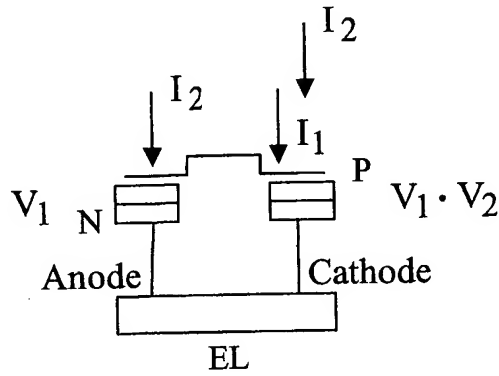 I2
I2
I1
P
V1
N
V1 · V2
Anode
Cathode
EL